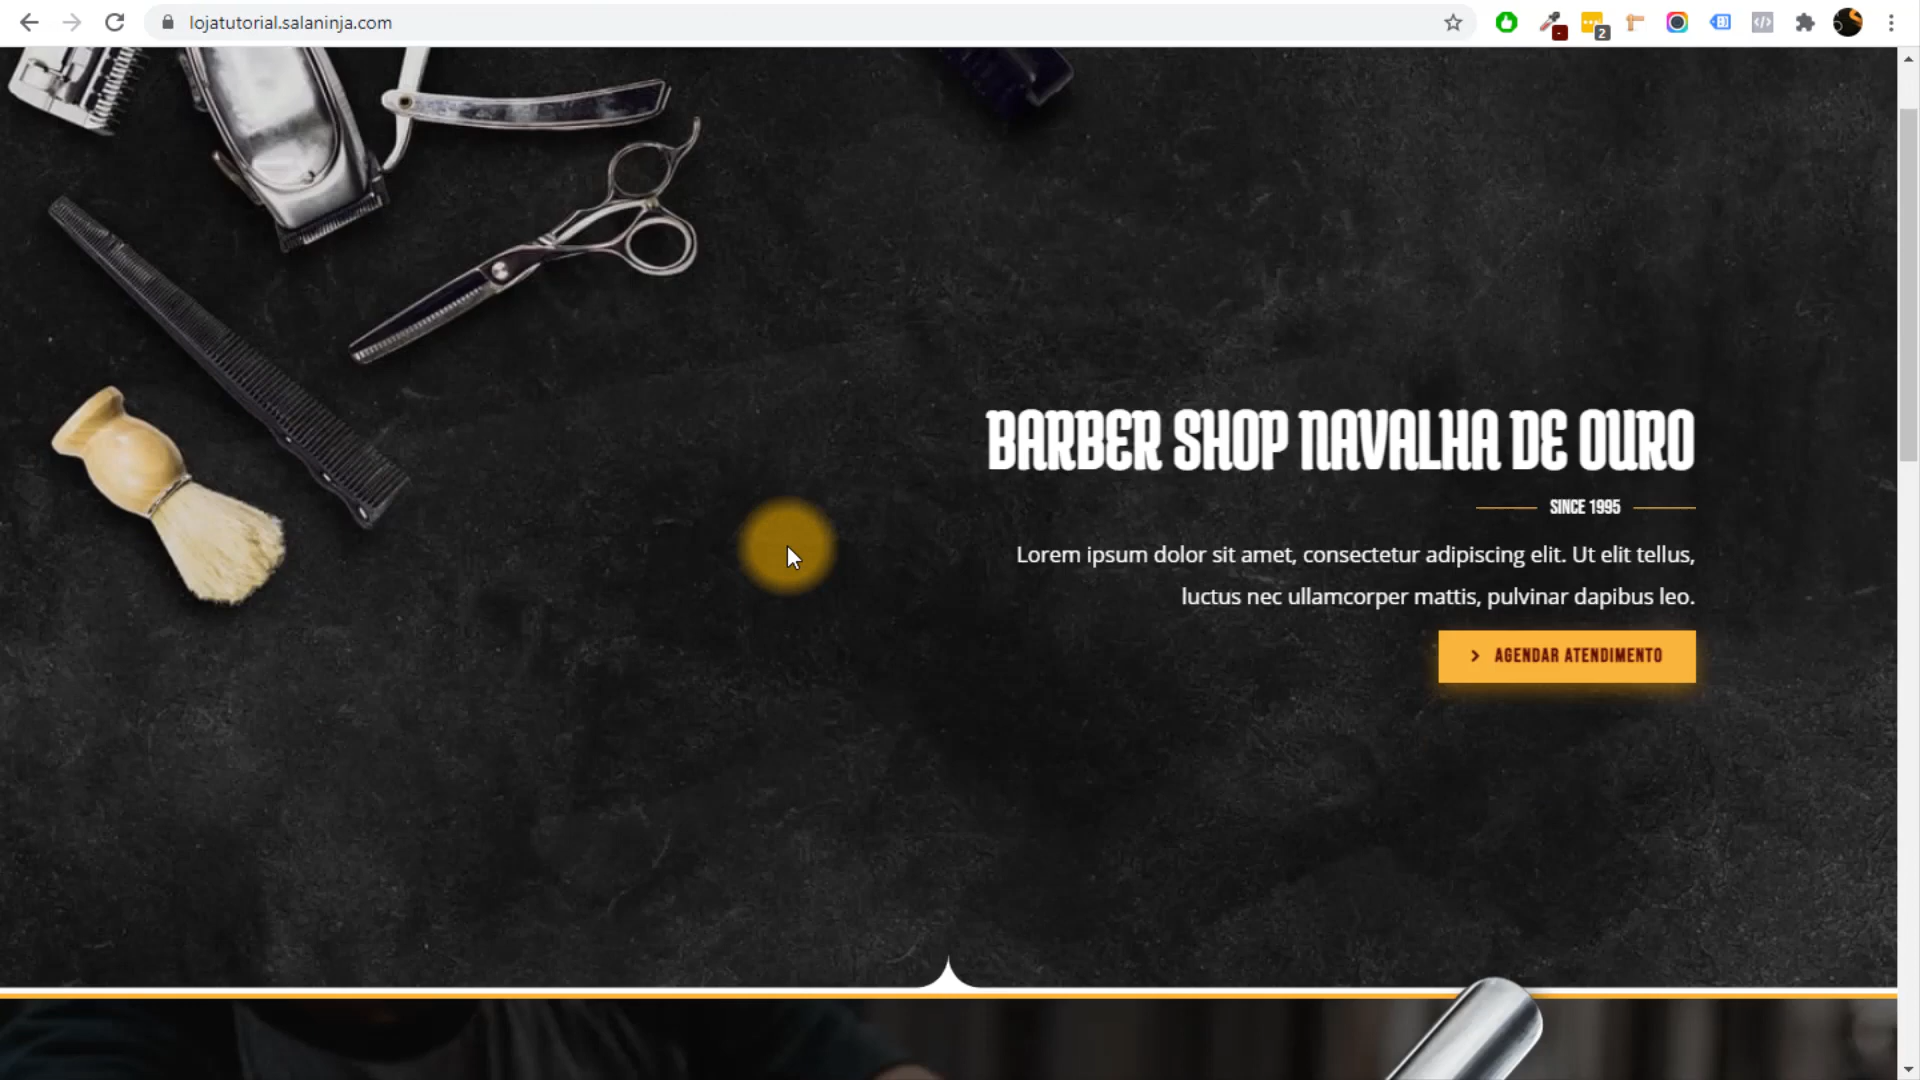 lojatutorial.salaninja.com
2
BARBER SHOP NAVALHA DE OURO
SINCE 1995
Lorem ipsum dolor sit amet, consectetur adipiscing elit. Ut elit tellus,
luctus nec ullamcorper mattis, pulvinar dapibus leo.
AGENDAR ATENDIMENTO